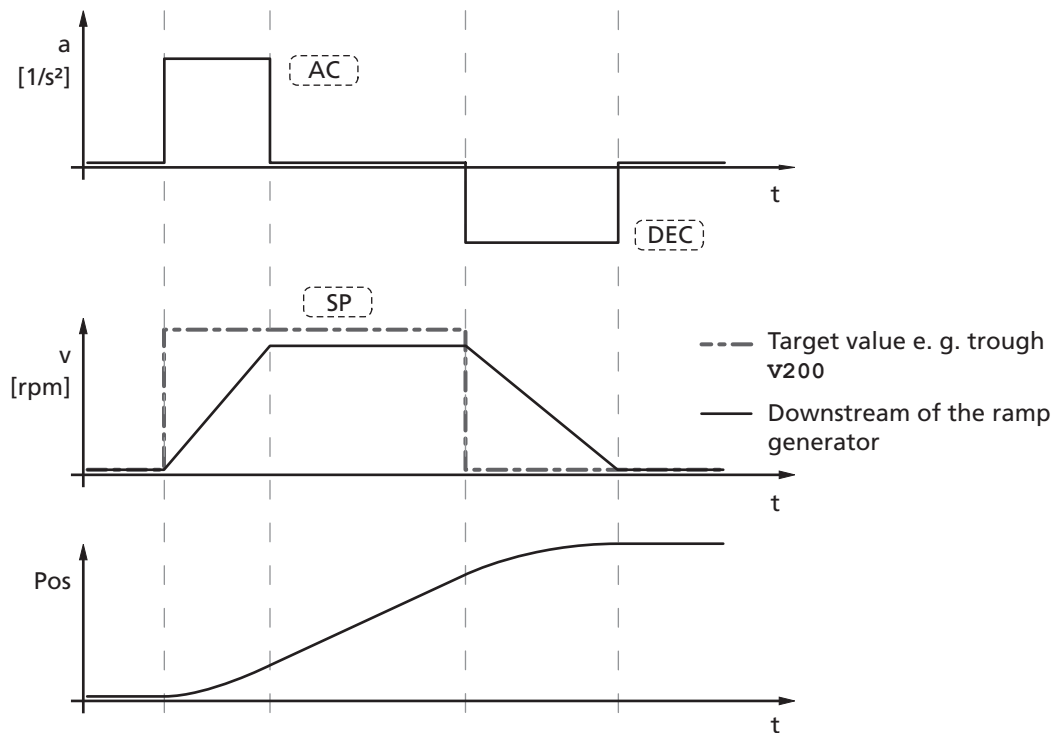 a
[1/s²]
AC
t
DEC
SP
v
[rpm]
Target value e. g. trough
v200
Downstream of the ramp
generator
t
Pos
t